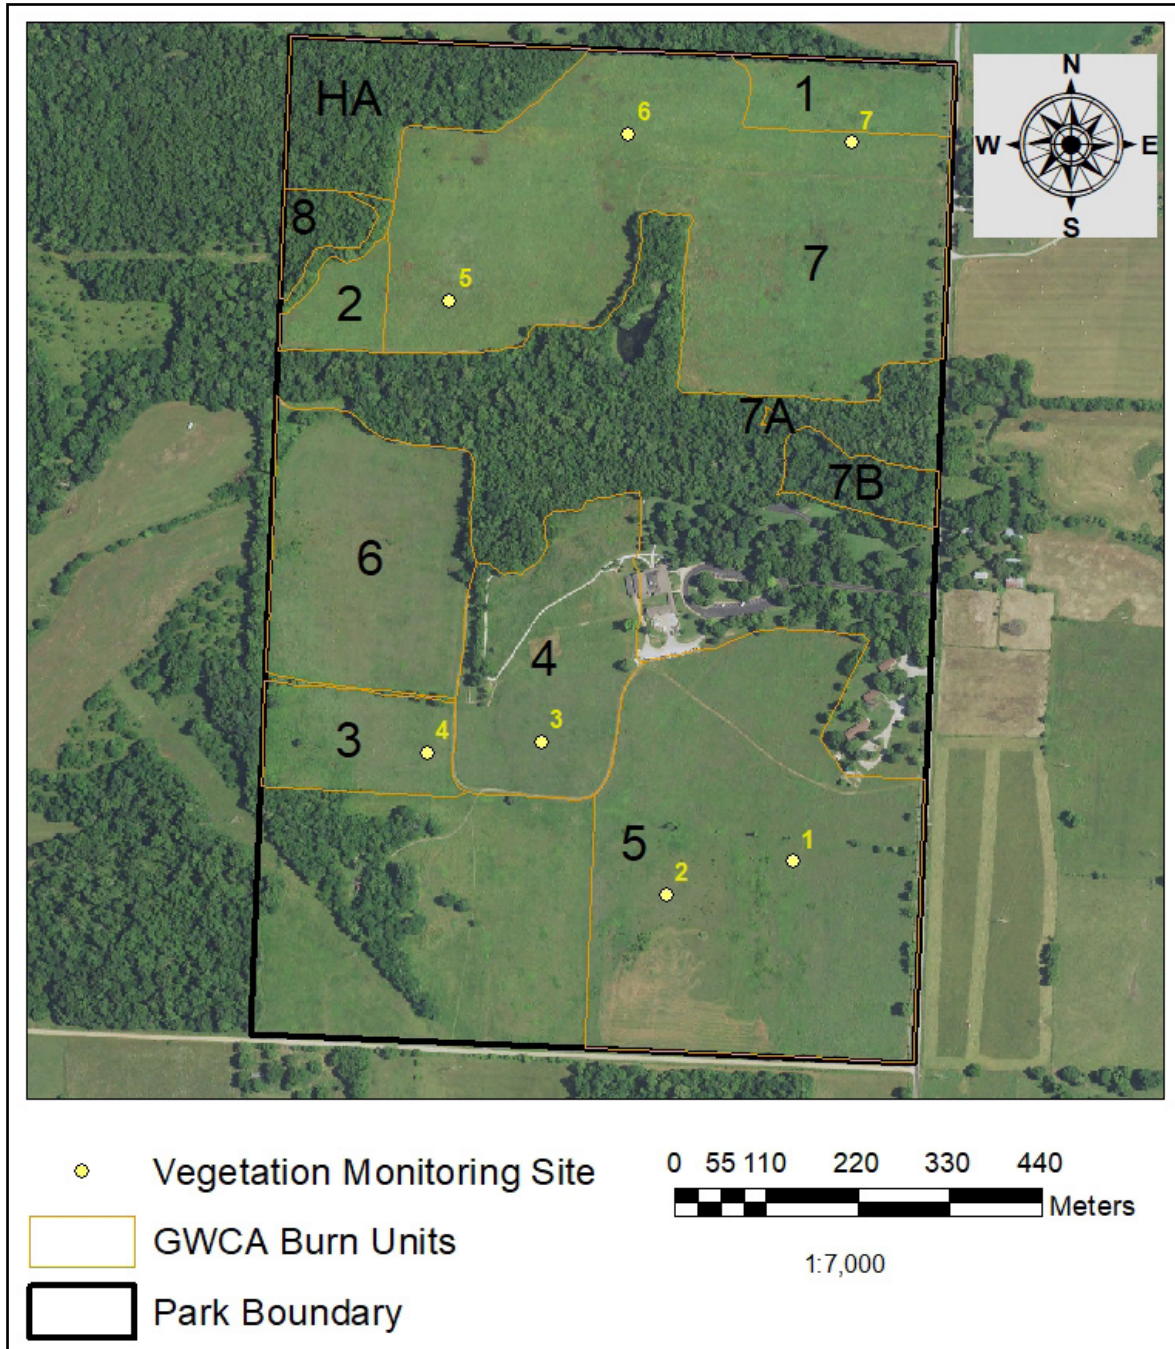 N
HA
1
6
7
W
E
8
S
7
5
2
7A
7B
6
4
3
3
4
1
5
2
0 55 110 220 330 440
Vegetation Monitoring Site
Meters
GWCA Burn Units
1:7,000
Park Boundary